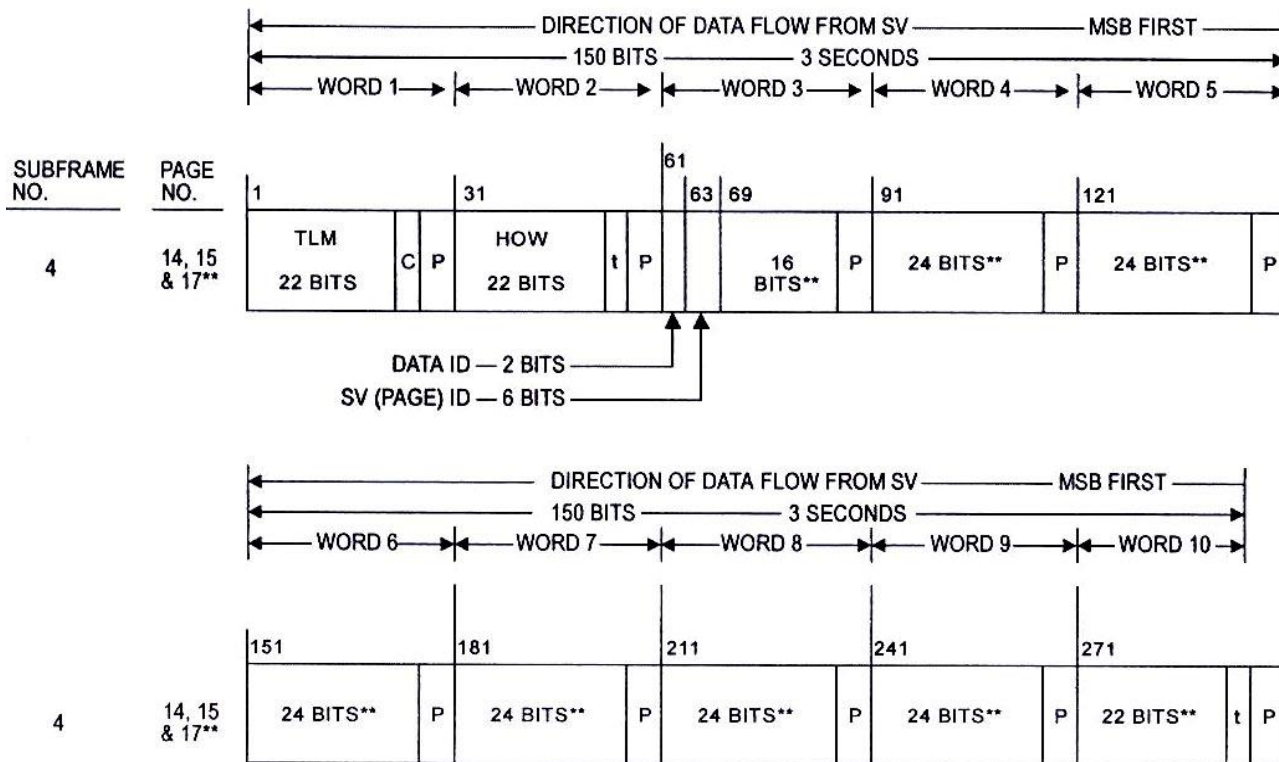 DIRECTION OF DATA FLOW FROM SV MSB FIRST
150 BITS 3 SECONDS
WORD 1 WORD 2 WORD 3 WORD 4 WORD 5
SUBFRAME NO. PAGE NO.
1 31 61 63 69 91 121
4
14, 15 & 17**
TLM 22 BITS
C
P
HOW 22 BITS
t
P
16 BITS**
P
24 BITS**
P
24 BITS**
P
DATA ID — 2 BITS
SV (PAGE) ID — 6 BITS
DIRECTION OF DATA FLOW FROM SV MSB FIRST
150 BITS 3 SECONDS
WORD 6 WORD 7 WORD 8 WORD 9 WORD 10
151 181 211 241 271
4
14, 15 & 17**
24 BITS**
P
24 BITS**
P
24 BITS**
P
24 BITS**
P
22 BITS**
t
P